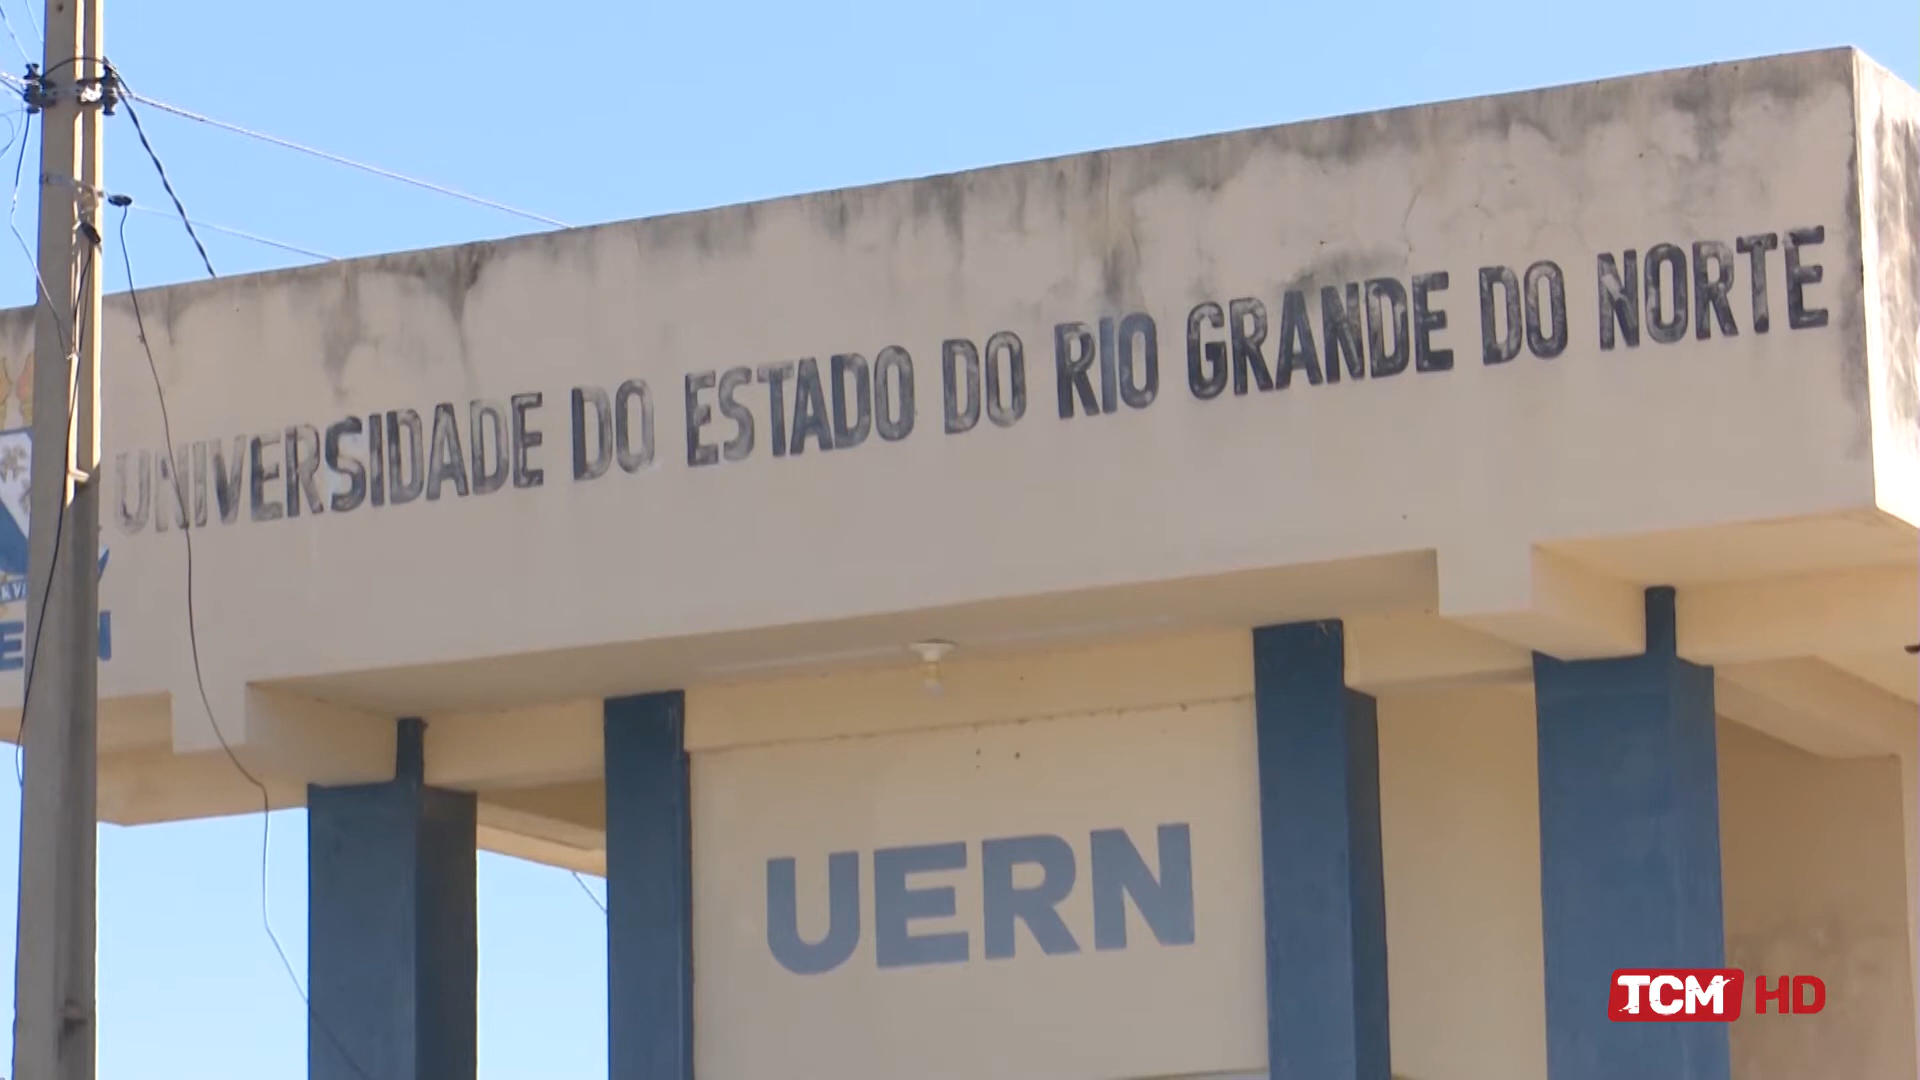 UNIVERSIDADE DO ESTADO DO RIO GRANDE DO NORTE
UERN
TCM HD